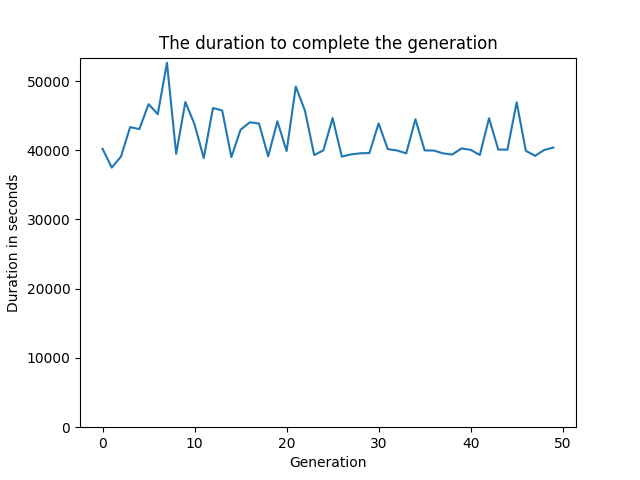 The duration to complete the generation
Duration in seconds
50000
40000
30000
20000
10000
0
0 10 20 30 40 50
Generation